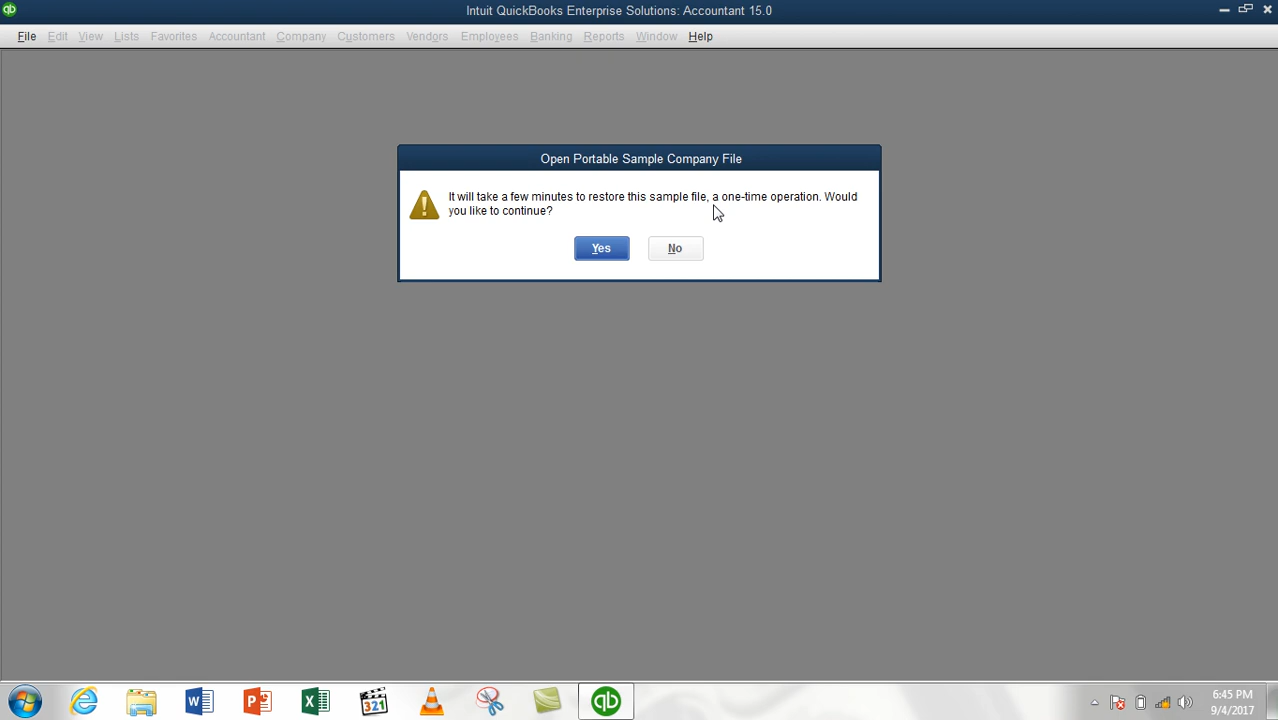 Intuit QuickBooks Enterprise Solutions: Accountant 15.0
File Edit View Lists Favorites Accountant Company Customers Vendors Employees Banking Reports Window Help
Open Portable Sample Company File
It will take a few minutes to restore this sample file, a one-time operation. Would
you like to continue?
Yes No
321
qb
6:45 PM
9/4/2017